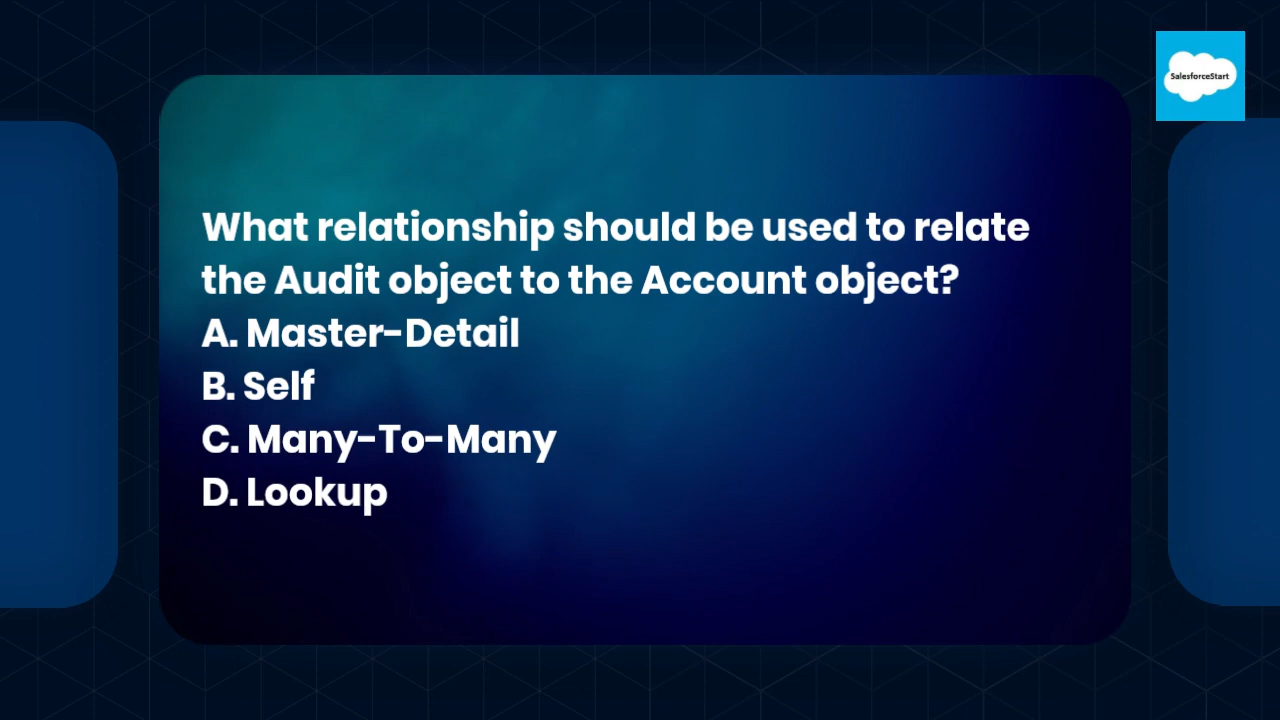 SalesforceStart
What relationship should be used to relate
the Audit object to the Account object?
A. Master-Detail
B. Self
C. Many-To-Many
D. Lookup